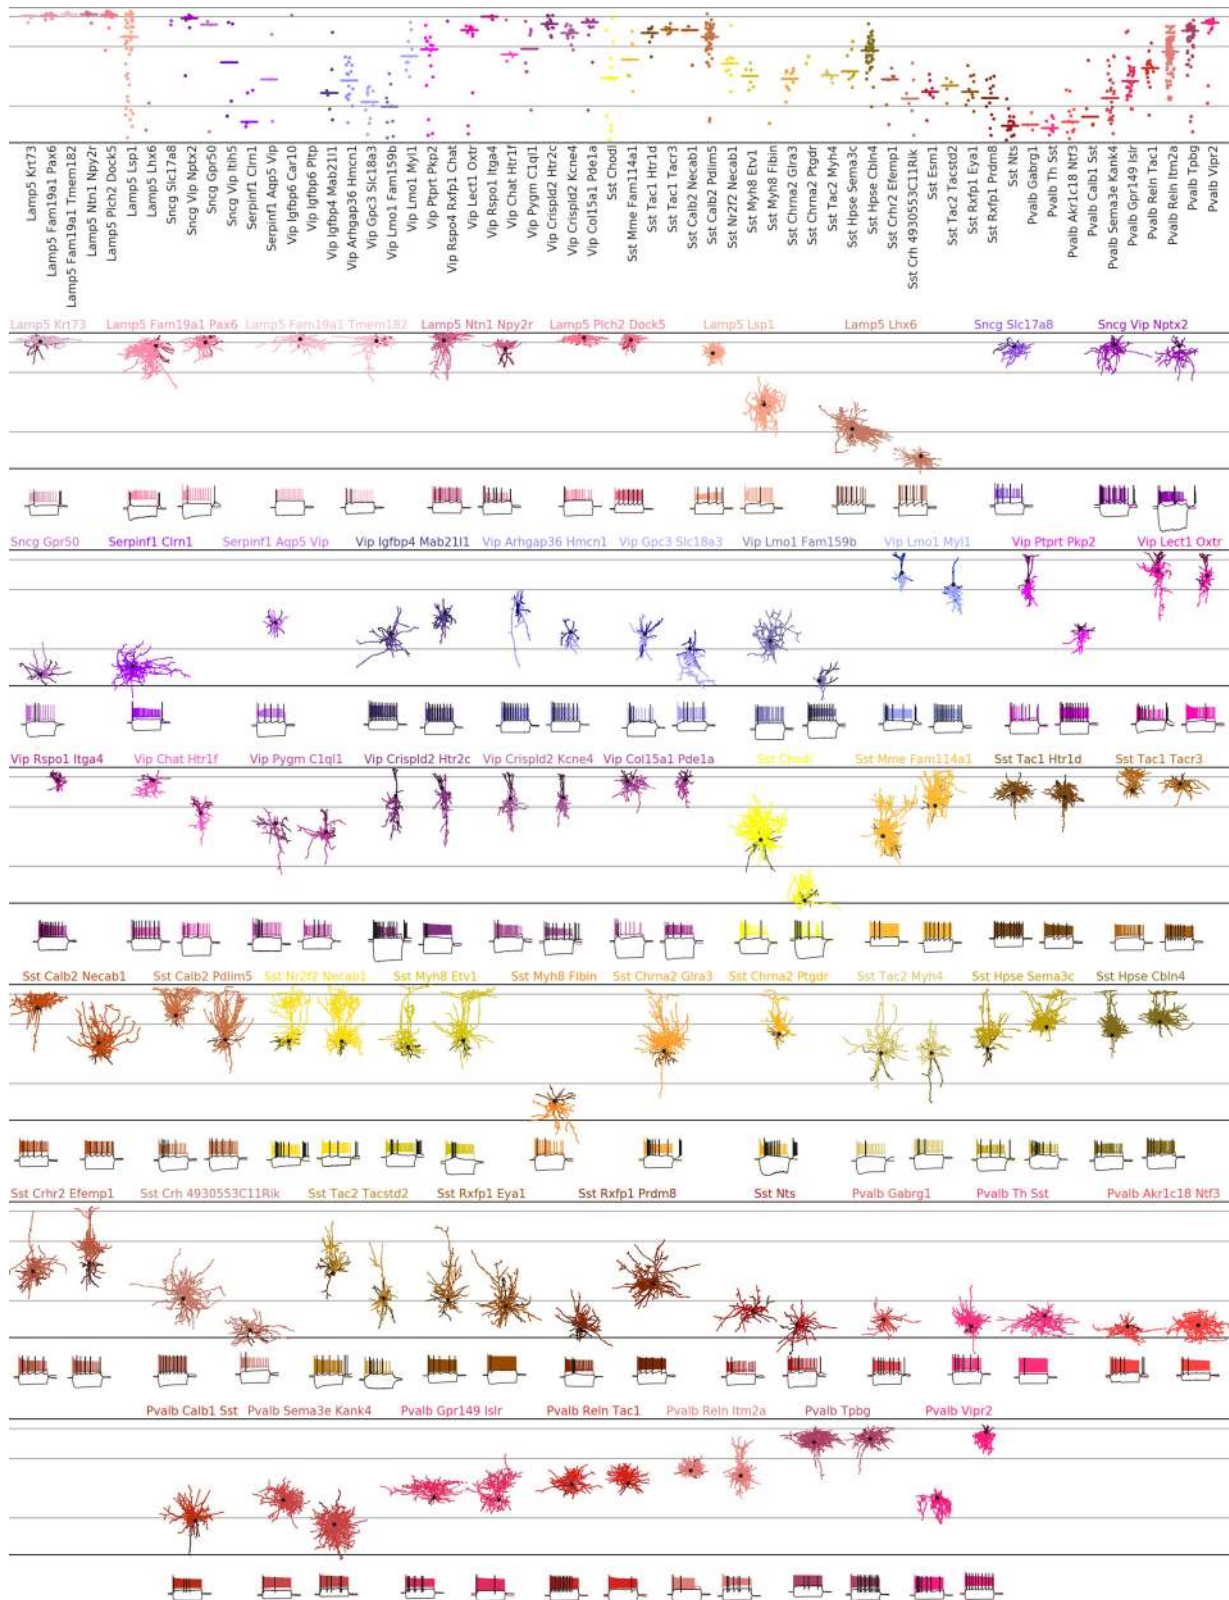 Lamp5 Krt73
Lamp5 Fam19a1 Pax6
Lamp5 Fam19a1 Tmem182
Lamp5 Ntn1 Npy2r
Lamp5 Plch2 Dock5
Lamp5 Lsp1
Lamp5 Lhx6
Sncg Slc17a8
Sncg Vip Nptx2
Sncg Gpr50
Sncg Vip Itih5
Serpinf1 Clrn1
Serpinf1 Aqp5 Vip
Vip Igfbp6 Car10
Vip Igfbp6 Pltp
Vip Igfbp4 Mab21l1
Vip Arhgap36 Hmcn1
Vip Gpc3 Slc18a3
Vip Lmo1 Fam159b
Vip Lmo1 Myl1
Vip Ptprt Pkp2
Vip Rspo4 Rxfp1 Chat
Vip Lect1 Oxtr
Vip Rspo1 Itga4
Vip Chat Htr1f
Vip Pygm C1ql1
Vip Crispld2 Htr2c
Vip Crispld2 Kcne4
Vip Col15a1 Pde1a
Sst Chodl
Sst Mme Fam114a1
Sst Tac1 Htr1d
Sst Tac1 Tacr3
Sst Calb2 Necab1
Sst Calb2 Pdlim5
Sst Nr2f2 Necab1
Sst Myh8 Etv1
Sst Myh8 Fibin
Sst Chrna2 Glra3
Sst Chrna2 Ptgdr
Sst Tac2 Myh4
Sst Hpse Sema3c
Sst Hpse Cbln4
Sst Crhr2 Efemp1
Sst Crh 4930553C11Rik
Sst Esm1
Sst Tac2 Tacstd2
Sst Rxfp1 Eya1
Sst Rxfp1 Prdm8
Sst Nts
Pvalb Gabrg1
Pvalb Th Sst
Pvalb Akr1c18 Ntf3
Pvalb Calb1 Sst
Pvalb Sema3e Kank4
Pvalb Gpr149 Islr
Pvalb Reln Tac1
Pvalb Reln Itm2a
Pvalb Tpbg
Pvalb Vipr2
Lamp5 Krt73 Lamp5 Fam19a1 Pax6 Lamp5 Fam19a1 Tmem182 Lamp5 Ntn1 Npy2r Lamp5 Plch2 Dock5 Lamp5 Lsp1 Lamp5 Lhx6 Sncg Slc17a8 Sncg Vip Nptx2
Sncg Gpr50 Serpinf1 Clrn1 Serpinf1 Aqp5 Vip Vip Igfbp4 Mab21l1 Vip Arhgap36 Hmcn1 Vip Gpc3 Slc18a3 Vip Lmo1 Fam159b Vip Lmo1 Myl1 Vip Ptprt Pkp2 Vip Lect1 Oxtr
Vip Rspo1 Itga4 Vip Chat Htr1f Vip Pygm C1ql1 Vip Crispld2 Htr2c Vip Crispld2 Kcne4 Vip Col15a1 Pde1a Sst Chodl Sst Mme Fam114a1 Sst Tac1 Htr1d Sst Tac1 Tacr3
Sst Calb2 Necab1 Sst Calb2 Pdlim5 Sst Nr2f2 Necab1 Sst Myh8 Etv1 Sst Myh8 Fibin Sst Chrna2 Glra3 Sst Chrna2 Ptgdr Sst Tac2 Myh4 Sst Hpse Sema3c Sst Hpse Cbln4
Sst Crhr2 Efemp1 Sst Crh 4930553C11Rik Sst Tac2 Tacstd2 Sst Rxfp1 Eya1 Sst Rxfp1 Prdm8 Sst Nts Pvalb Gabrg1 Pvalb Th Sst Pvalb Akr1c18 Ntf3
Pvalb Calb1 Sst Pvalb Sema3e Kank4 Pvalb Gpr149 Islr Pvalb Reln Tac1 Pvalb Reln Itm2a Pvalb Tpbg Pvalb Vipr2